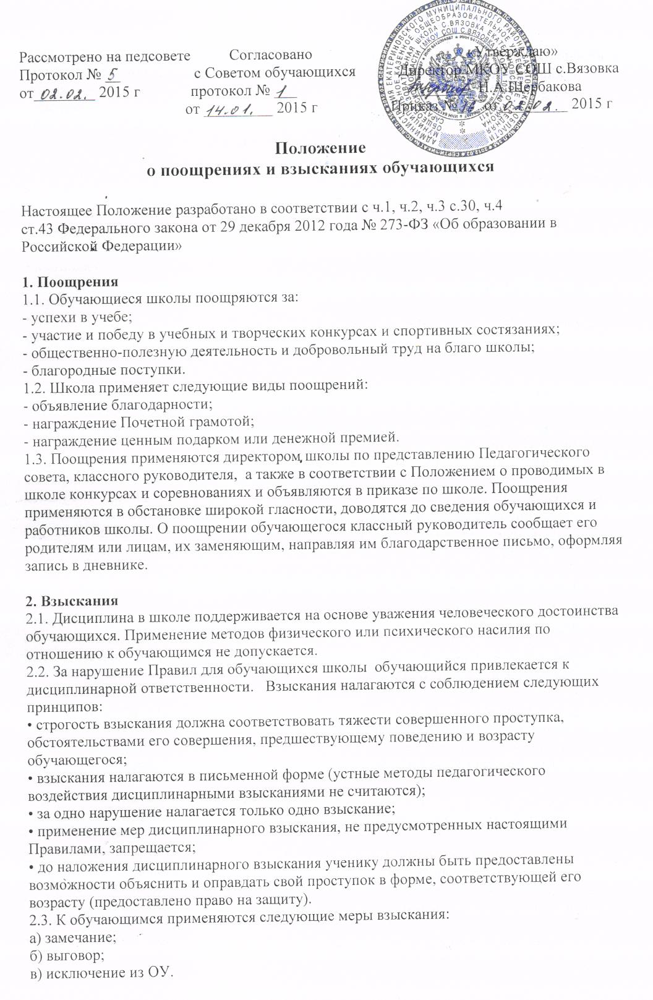 Рассмотрено на педсовете Согласовано «Утверждаю»
Протокол № 5 с Советом обучающихся Директор МКОУ СОШ с.Вязовка
от 02.02. 2015 г протокол № 1 Н.А.Щербакова
от 14.01. 2015 г Приказ № 16 от 02.02. 2015 г
Положение
о поощрениях и взысканиях обучающихся
Настоящее Положение разработано в соответствии с ч.1, ч.2, ч.3 с.30, ч.4
ст.43 Федерального закона от 29 декабря 2012 года № 273-ФЗ «Об образовании в
Российской Федерации»
1. Поощрения
1.1. Обучающиеся школы поощряются за:
- успехи в учебе;
- участие и победу в учебных и творческих конкурсах и спортивных состязаниях;
- общественно-полезную деятельность и добровольный труд на благо школы;
- благородные поступки.
1.2. Школа применяет следующие виды поощрений:
- объявление благодарности;
- награждение Почетной грамотой;
- награждение ценным подарком или денежной премией.
1.3. Поощрения применяются директором школы по представлению Педагогического
совета, классного руководителя, а также в соответствии с Положением о проводимых в
школе конкурсах и соревнованиях и объявляются в приказе по школе. Поощрения
применяются в обстановке широкой гласности, доводятся до сведения обучающихся и
работников школы. О поощрении обучающегося классный руководитель сообщает его
родителям или лицам, их заменяющим, направляя им благодарственное письмо, оформляя
запись в дневнике.
2. Взыскания
2.1. Дисциплина в школе поддерживается на основе уважения человеческого достоинства
обучающихся. Применение методов физического или психического насилия по
отношению к обучающимся не допускается.
2.2. За нарушение Правил для обучающихся школы обучающийся привлекается к
дисциплинарной ответственности. Взыскания налагаются с соблюдением следующих
принципов:
• строгость взыскания должна соответствовать тяжести совершенного проступка,
обстоятельствами его совершения, предшествующему поведению и возрасту
обучающегося;
• взыскания налагаются в письменной форме (устные методы педагогического
воздействия дисциплинарными взысканиями не считаются);
• за одно нарушение налагается только одно взыскание;
• применение мер дисциплинарного взыскания, не предусмотренных настоящими
Правилами, запрещается;
• до наложения дисциплинарного взыскания ученику должны быть предоставлены
возможности объяснить и оправдать свой проступок в форме, соответствующей его
возрасту (предоставлено право на защиту).
2.3. К обучающимся применяются следующие меры взыскания:
а) замечание;
б) выговор;
в) исключение из ОУ.